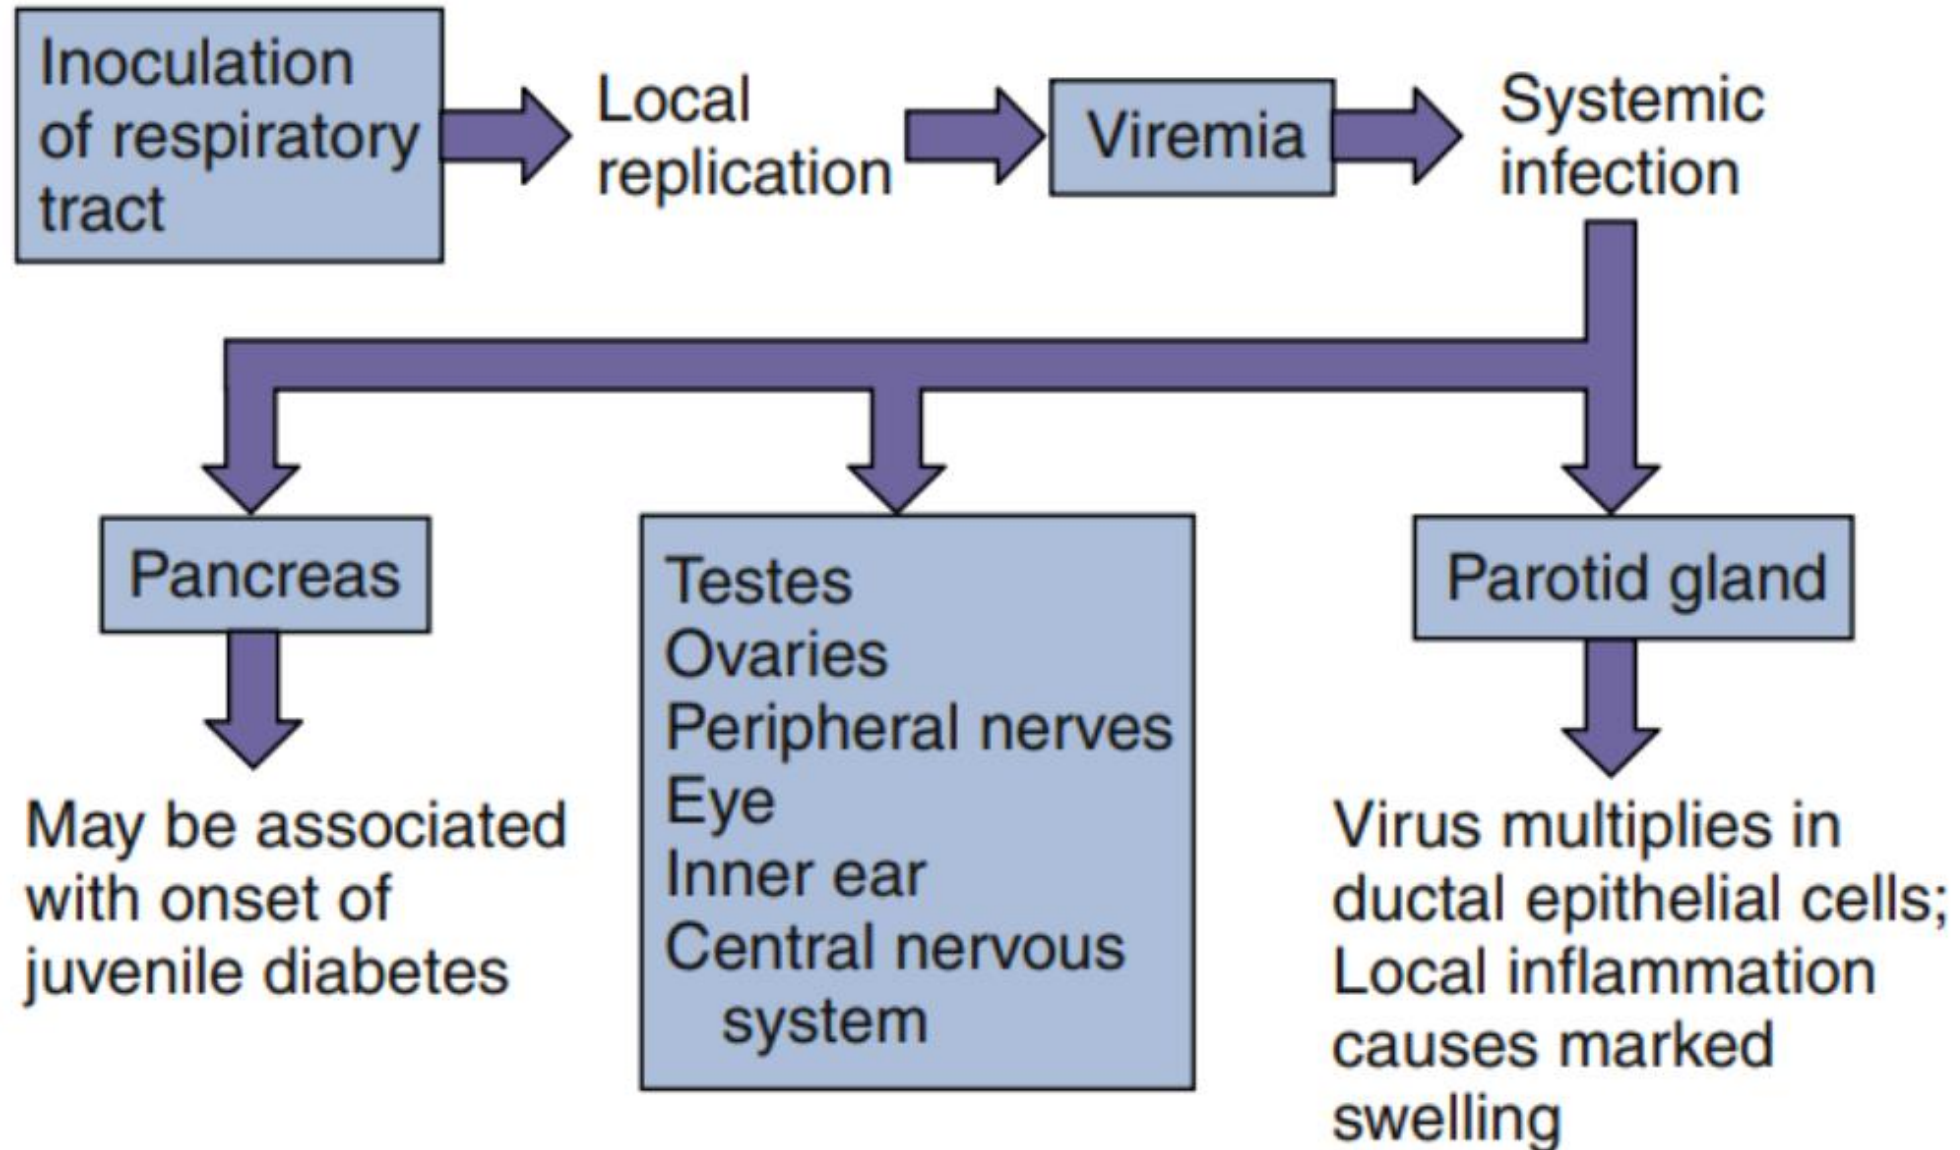 Inoculation
of respiratory
tract
Local
replication
Viremia
Systemic
infection
Pancreas
May be associated
with onset of
juvenile diabetes
Testes
Ovaries
Peripheral nerves
Eye
Inner ear
Central nervous
system
Parotid gland
Virus multiplies in
ductal epithelial cells;
Local inflammation
causes marked
swelling